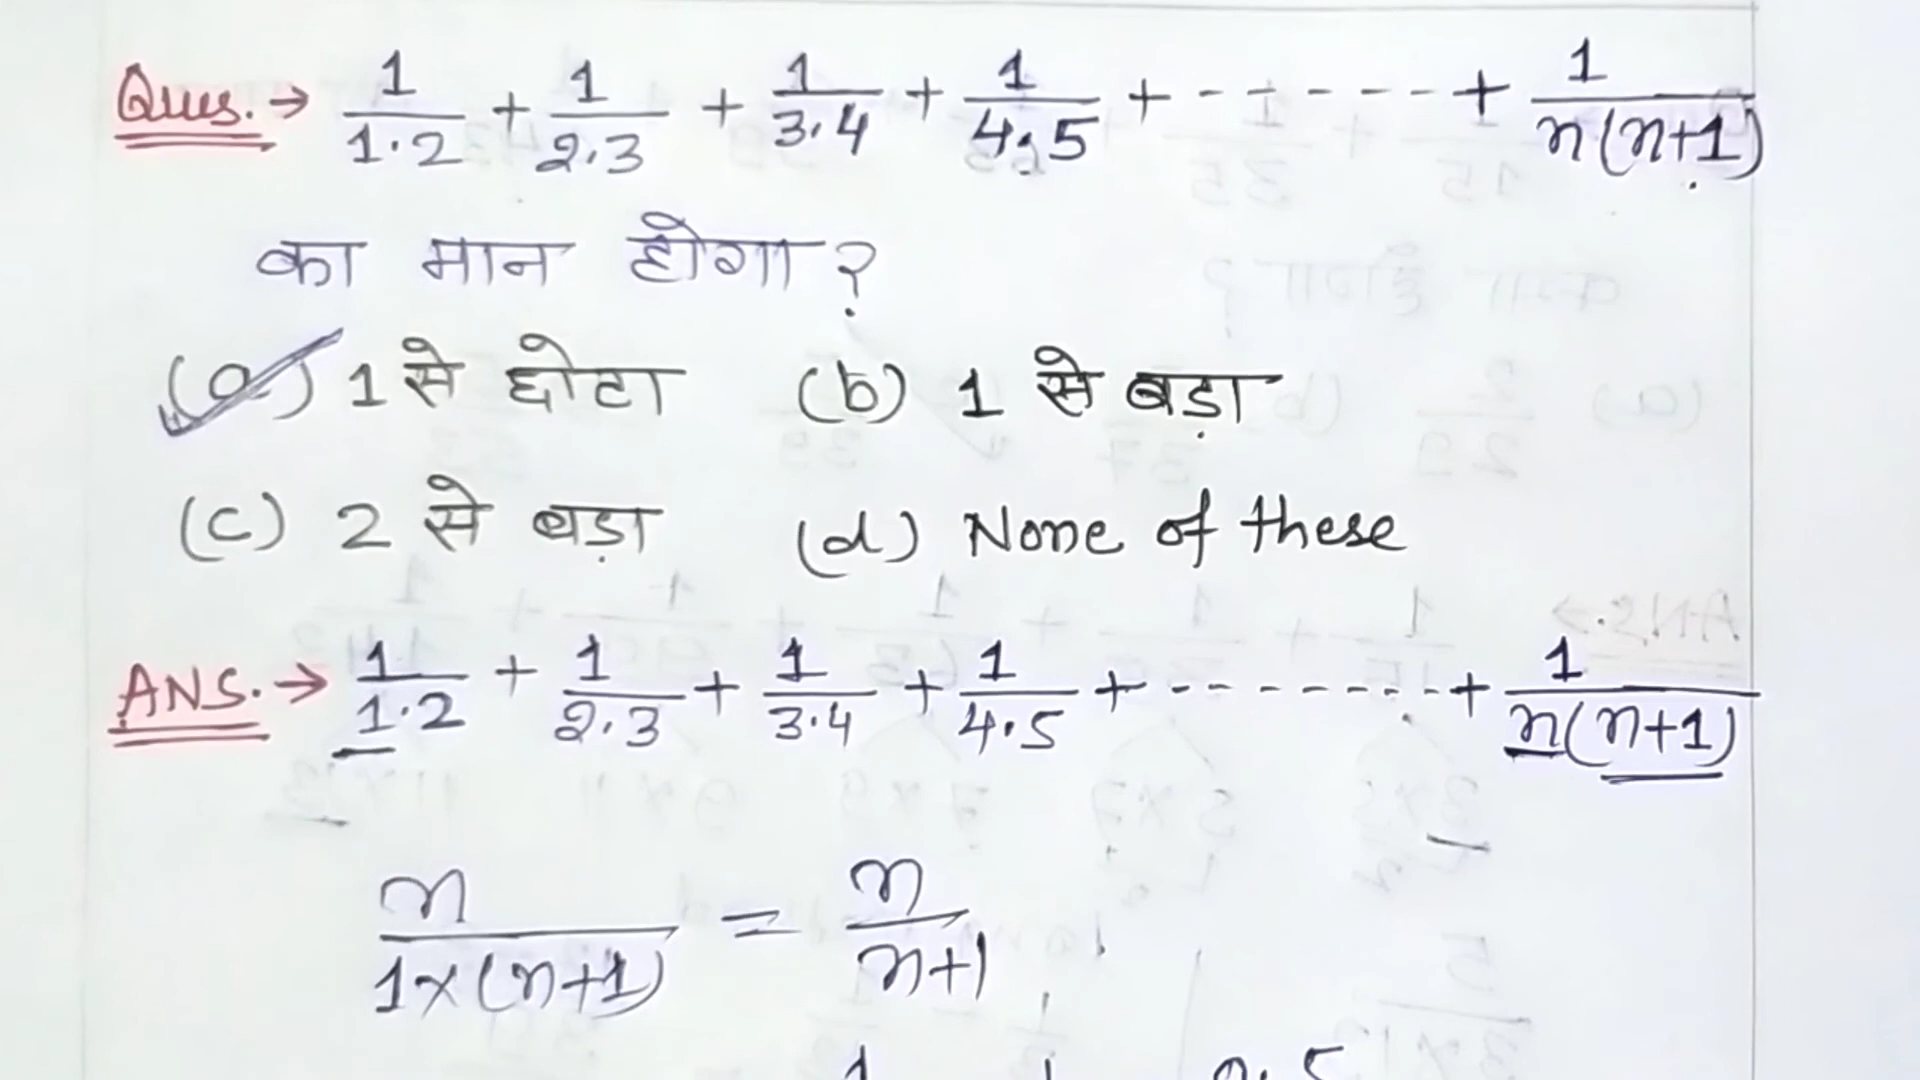 Ques. → 1/1·2 + 1/2·3 + 1/3·4 + 1/4·5 + ------ + 1/n(n+1)
का मान होगा?
(a) 1 से छोटा (b) 1 से बड़ा
(c) 2 से बड़ा (d) None of these
ANS. → 1/1·2 + 1/2·3 + 1/3·4 + 1/4·5 + -------- + 1/n(n+1)
n/1×(n+1) = n/n+1